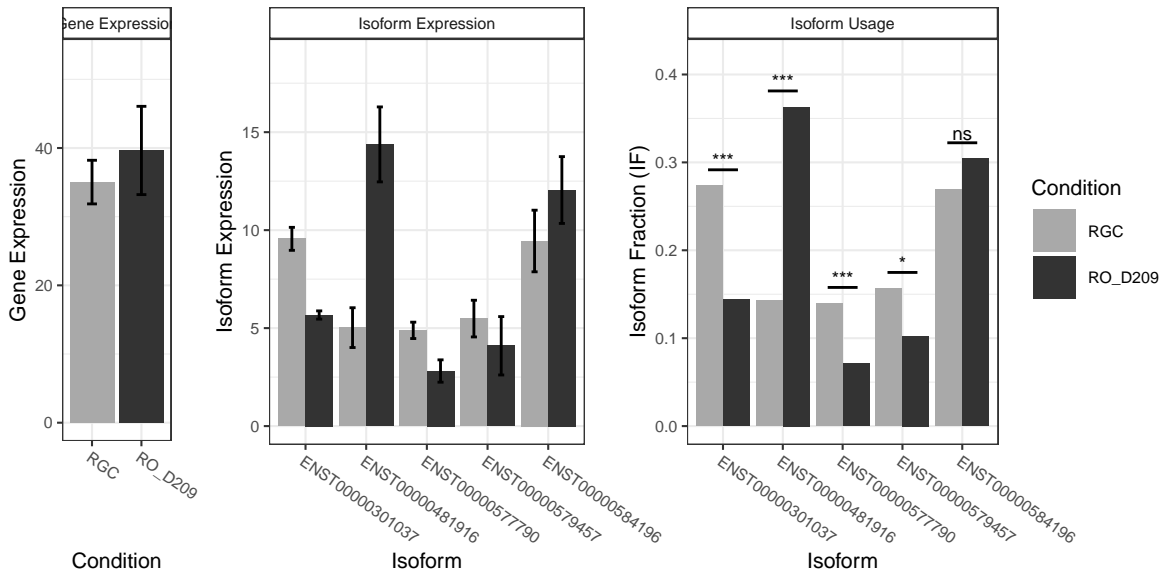 Gene Expression
Isoform Expression
Isoform Usage
Gene Expression
0
20
40
RGC
RO_D209
Condition
Isoform Expression
0
5
10
15
ENST00000301037
ENST00000481916
ENST00000577790
ENST00000579457
ENST00000584196
Isoform
Isoform Fraction (IF)
0.0
0.1
0.2
0.3
0.4
***
***
***
*
ns
ENST00000301037
ENST00000481916
ENST00000577790
ENST00000579457
ENST00000584196
Isoform
Condition
RGC
RO_D209